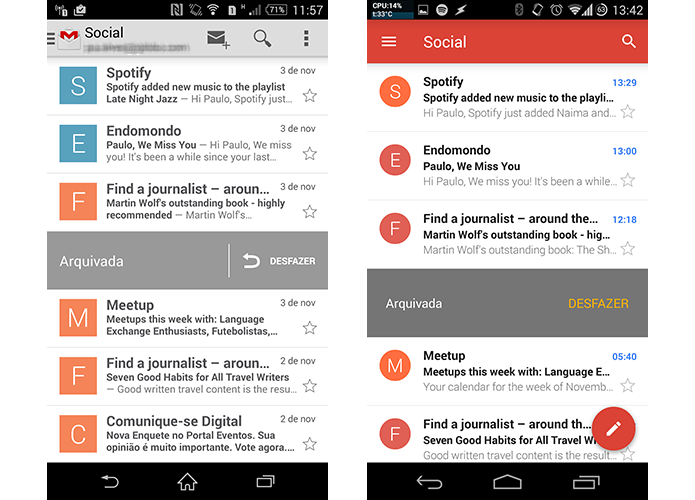 71% 11:57
Social
S
Spotify
3 de nov
Spotify added new music to the playlist
Late Night Jazz — Hi Paulo, Spotify just…
E
Endomondo
3 de nov
Paulo, We Miss You — Hi Paulo, We miss
you! It's been a while since your last…
F
Find a journalist – aroun…
3 de nov
Martin Wolf's outstanding book - highly
recommended — Martin Wolf's…
Arquivada
DESFAZER
M
Meetup
3 de nov
Meetups this week with: Language
Exchange Enthusiasts, Futebolistas,…
F
Find a journalist – aroun…
2 de nov
Seven Good Habits for All Travel Writers
— Good written travel content is the resu…
C
Comunique-se Digital
2 de nov
Nova Enquete no Portal Eventos. Sua
opinião é muito importante. Vote agora.…
CPU:14%
t:33°C
13:42
Social
S
Spotify
13:29
Spotify added new music to the playli…
Hi Paulo, Spotify just added Naima and…
E
Endomondo
13:00
Paulo, We Miss You
Hi Paulo, We miss you! It's been a while…
F
Find a journalist – around the…
12:18
Martin Wolf's outstanding book - hig…
Martin Wolf's outstanding book: The Sh…
Arquivada
DESFAZER
M
Meetup
05:40
Meetups this week with: Language E…
Your calendar for the week of Novemb…
F
Find a journalist – around th…
Seven Good Habits for All Travel Wri…
Good written travel content is the result…